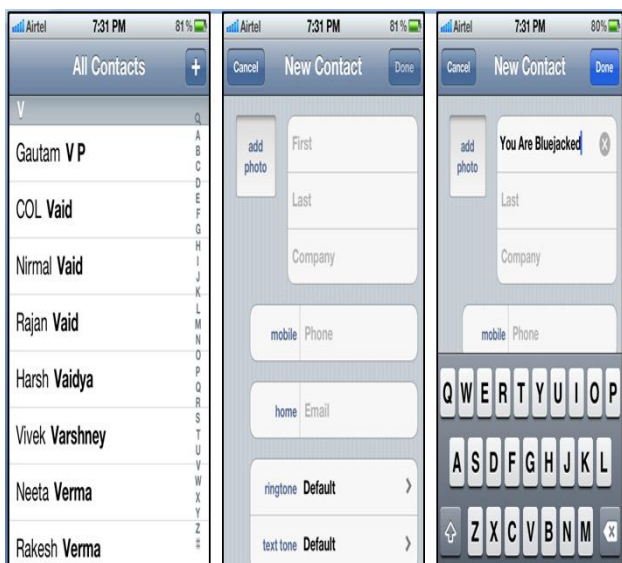 Airtel 7:31 PM 81%
All Contacts +
V
Gautam V P
COL Vaid
Nirmal Vaid
Rajan Vaid
Harsh Vaidya
Vivek Varshney
Neeta Verma
Rakesh Verma
Q
A
B
C
D
E
F
G
H
I
J
K
L
M
N
O
P
Q
R
S
T
U
V
W
X
Y
Z
#
Airtel 7:31 PM 81%
Cancel New Contact Done
add photo
First
Last
Company
mobile Phone
home Email
ringtone Default
text tone Default
Airtel 7:31 PM 80%
Cancel New Contact Done
add photo
You Are Bluejacked
Last
Company
mobile Phone
Q W E R T Y U I O P
A S D F G H J K L
Z X C V B N M